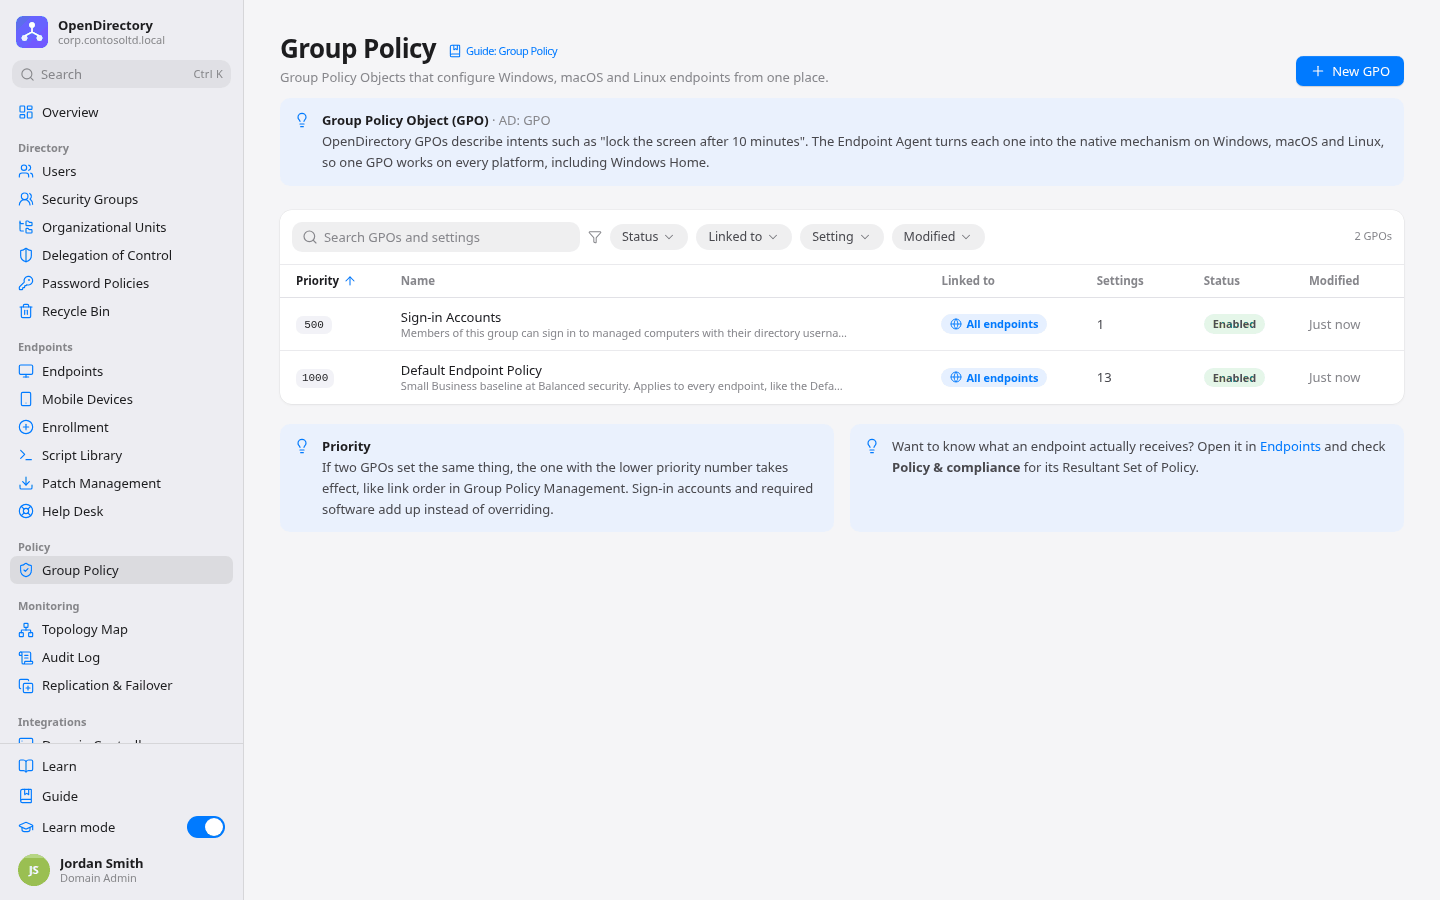 OpenDirectory
corp.contosoltd.local
Search
Ctrl K
Overview
Directory
Users
Security Groups
Organizational Units
Delegation of Control
Password Policies
Recycle Bin
Endpoints
Endpoints
Mobile Devices
Enrollment
Script Library
Patch Management
Help Desk
Policy
Group Policy
Monitoring
Topology Map
Audit Log
Replication & Failover
Integrations
Learn
Guide
Learn mode
JS
Jordan Smith
Domain Admin
Group Policy
Guide: Group Policy
Group Policy Objects that configure Windows, macOS and Linux endpoints from one place.
New GPO
Group Policy Object (GPO) · AD: GPO
OpenDirectory GPOs describe intents such as "lock the screen after 10 minutes". The Endpoint Agent turns each one into the native mechanism on Windows, macOS and Linux,
so one GPO works on every platform, including Windows Home.
Search GPOs and settings
Status
Linked to
Setting
Modified
2 GPOs
Priority
Name
Linked to
Settings
Status
Modified
500
Sign-in Accounts
Members of this group can sign in to managed computers with their directory userna...
All endpoints
1
Enabled
Just now
1000
Default Endpoint Policy
Small Business baseline at Balanced security. Applies to every endpoint, like the Defa...
All endpoints
13
Enabled
Just now
Priority
If two GPOs set the same thing, the one with the lower priority number takes
effect, like link order in Group Policy Management. Sign-in accounts and required
software add up instead of overriding.
Want to know what an endpoint actually receives? Open it in Endpoints and check
Policy & compliance for its Resultant Set of Policy.